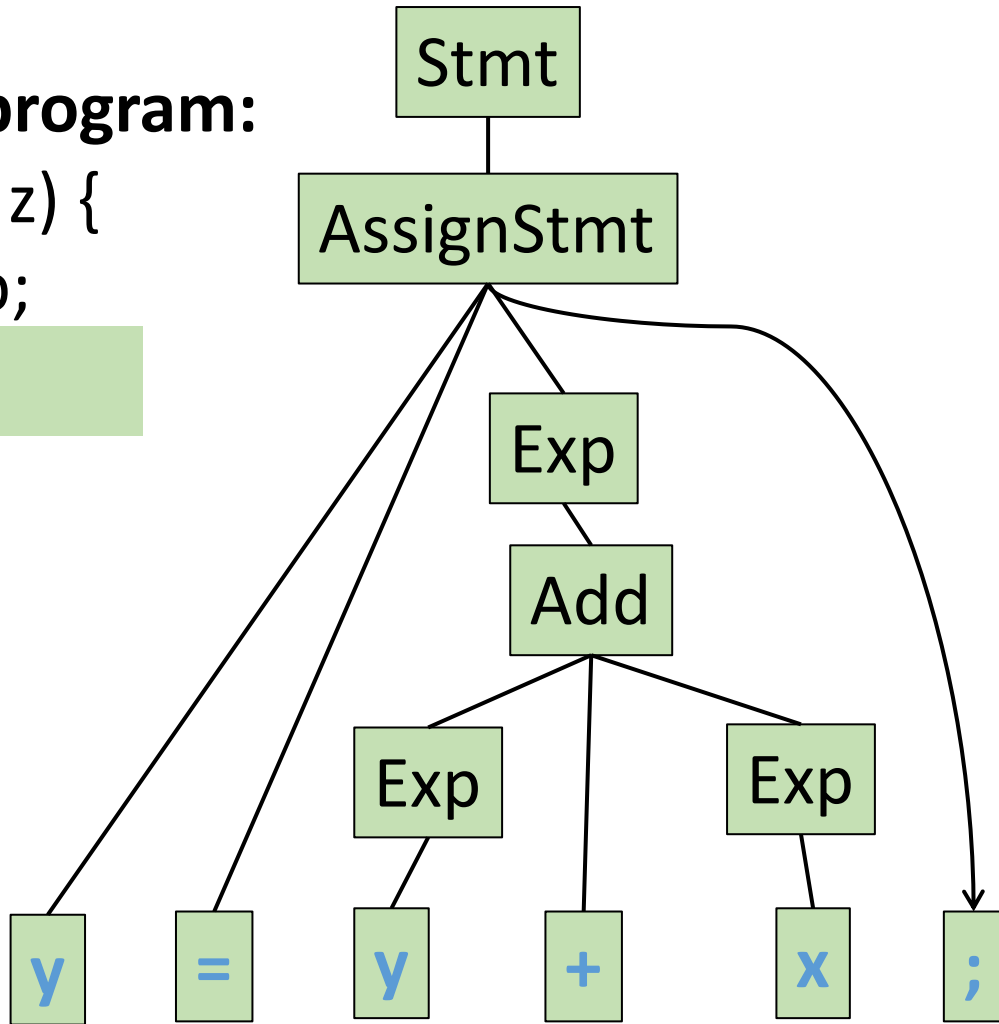 Stmt
program:
z) {
AssignStmt
;
Exp
Add
Exp
Exp
y = y + x ;